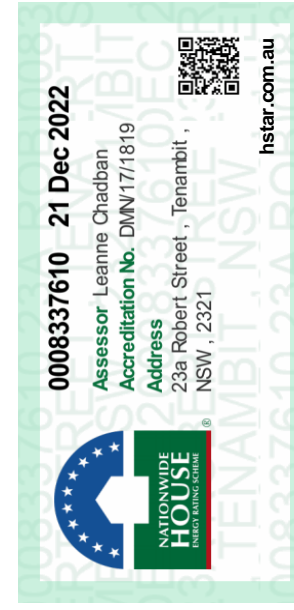 0008337610 21 Dec 2022
Assessor Leanne Chadban
Accreditation No. DMN/17/1819
Address
23a Robert Street , Tenambit ,
NSW , 2321
hstar.com.au
NATIONWIDE
HOUSE
ENERGY RATING SCHEME
®